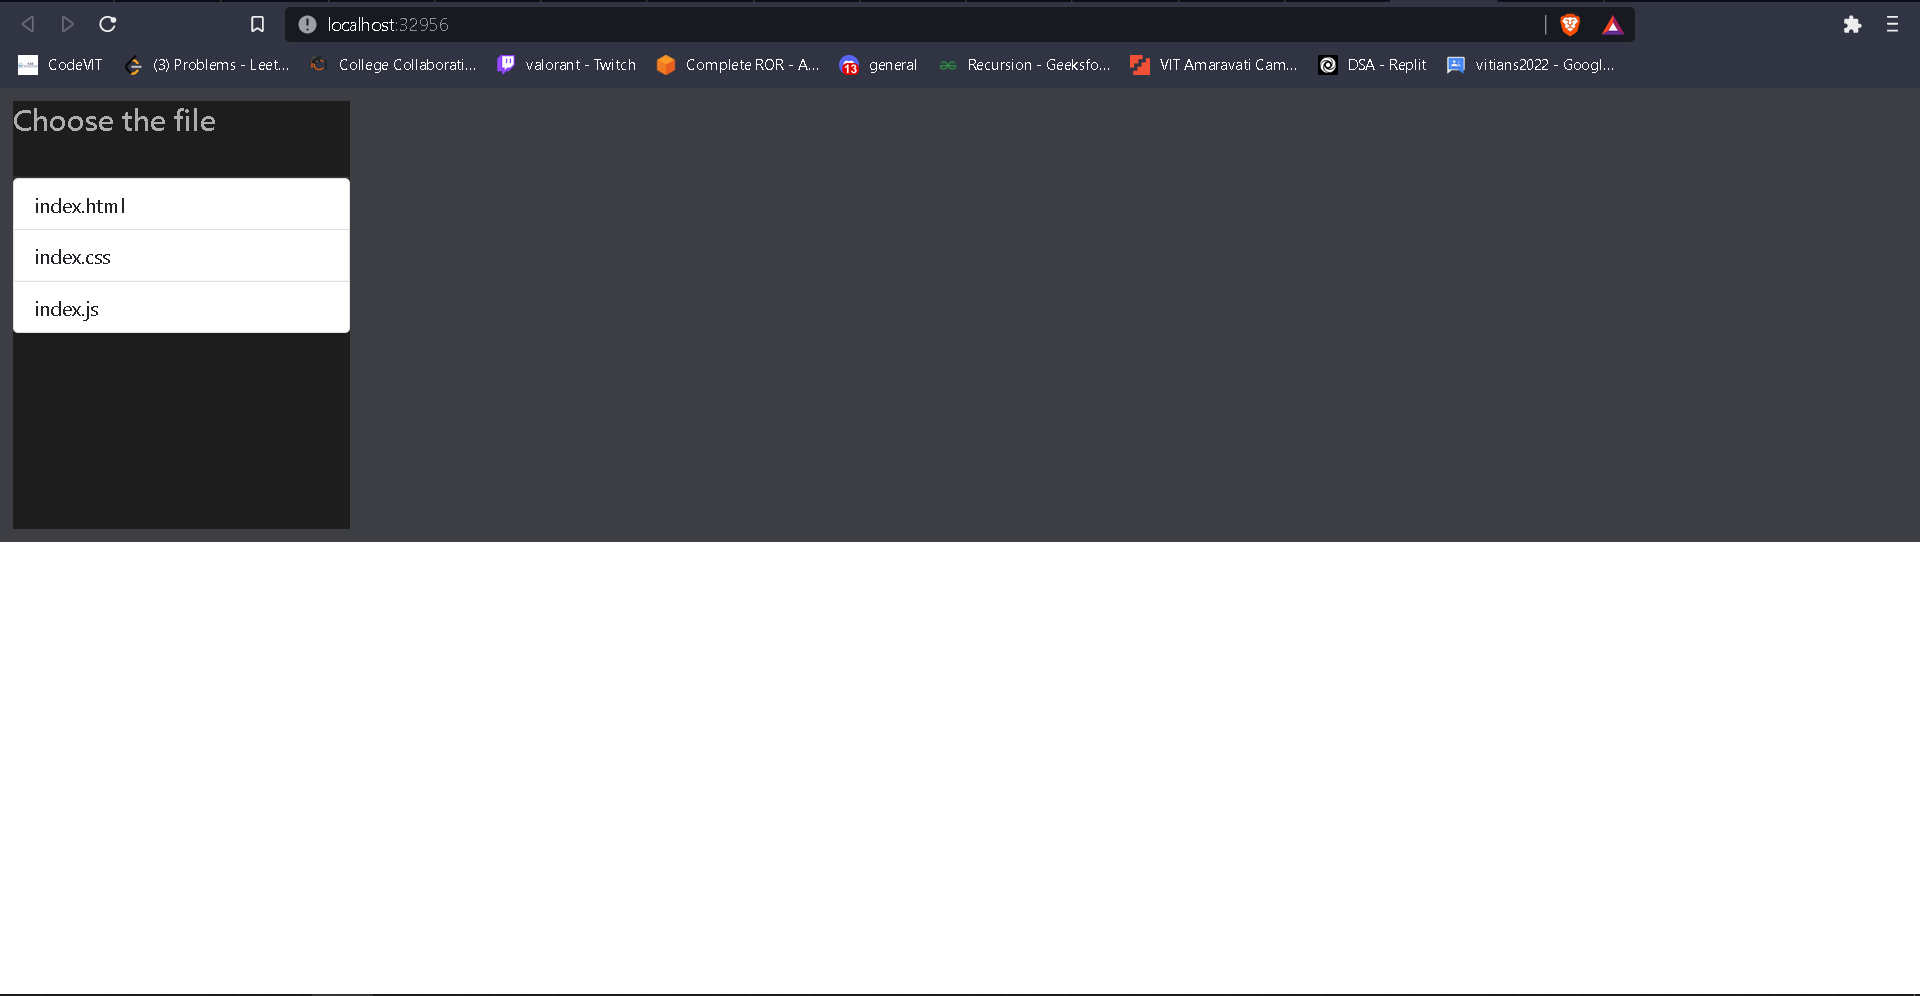 localhost:32956
CodeVIT (3) Problems - Leet... College Collaborati... valorant - Twitch Complete ROR - A... 13 general Recursion - Geeksfo... VIT Amaravati Cam... DSA - Replit vitians2022 - Googl...
Choose the file
index.html
index.css
index.js